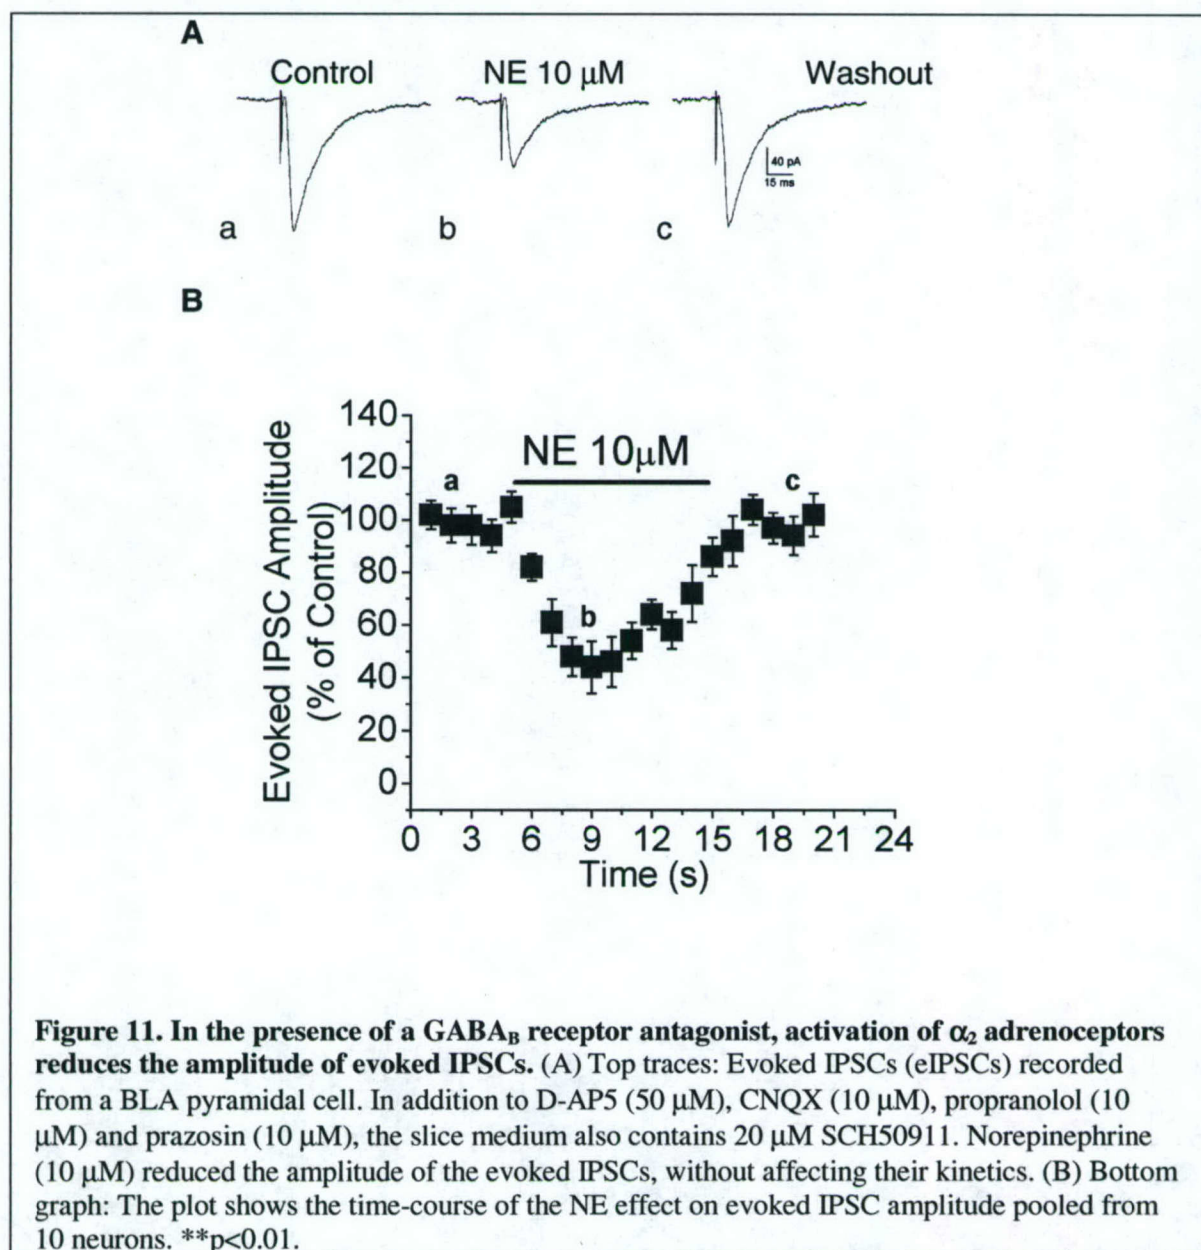 A
Control
NE 10 μM
Washout
40 pA
15 ms
a
b
c
B
140
120
100
80
60
40
20
0
Evoked IPSC Amplitude
(% of Control)
NE 10μM
a
b
c
0 3 6 9 12 15 18 21 24
Time (s)
Figure 11. In the presence of a GABA_B receptor antagonist, activation of α₂ adrenoceptors
reduces the amplitude of evoked IPSCs. (A) Top traces: Evoked IPSCs (eIPSCs) recorded
from a BLA pyramidal cell. In addition to D-AP5 (50 μM), CNQX (10 μM), propranolol (10
μM) and prazosin (10 μM), the slice medium also contains 20 μM SCH50911. Norepinephrine
(10 μM) reduced the amplitude of the evoked IPSCs, without affecting their kinetics. (B) Bottom
graph: The plot shows the time-course of the NE effect on evoked IPSC amplitude pooled from
10 neurons. **p<0.01.